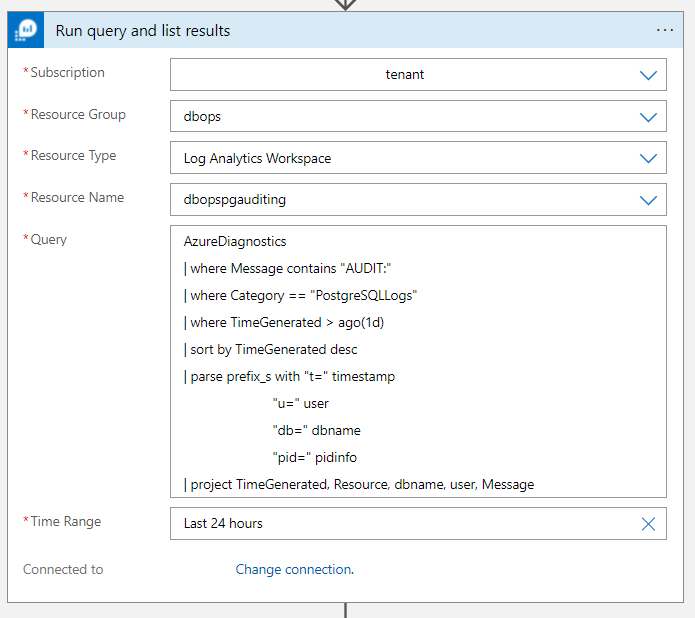 Run query and list results
...
* Subscription
tenant
* Resource Group
dbops
* Resource Type
Log Analytics Workspace
* Resource Name
dbopspgauditing
* Query
AzureDiagnostics
| where Message contains "AUDIT:"
| where Category == "PostgreSQLLogs"
| where TimeGenerated > ago(1d)
| sort by TimeGenerated desc
| parse prefix_s with "t=" timestamp
"u=" user
"db=" dbname
"pid=" pidinfo
| project TimeGenerated, Resource, dbname, user, Message
* Time Range
Last 24 hours
Connected to
Change connection.